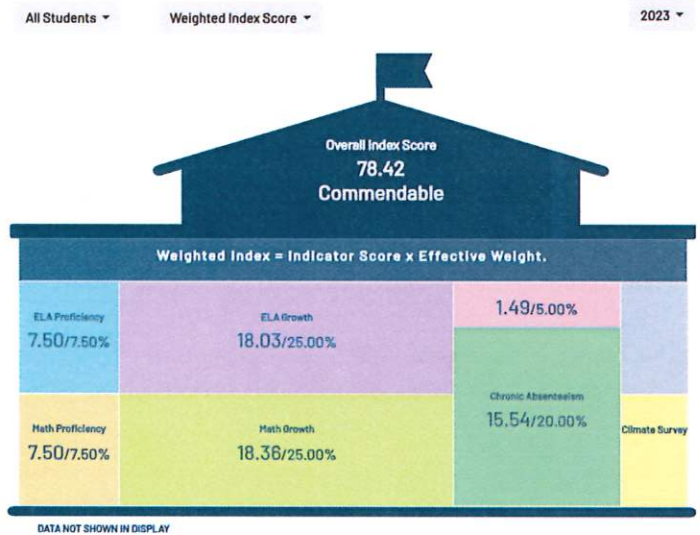 All Students
Weighted Index Score
2023
Overall Index Score
78.42
Commendable
Weighted Index = Indicator Score x Effective Weight.
ELA Proficiency
7.50/7.50%
ELA Growth
18.03/25.00%
1.49/5.00%
Math Proficiency
7.50/7.50%
Math Growth
18.36/25.00%
Chronic Absenteeism
15.54/20.00%
Climate Survey
DATA NOT SHOWN IN DISPLAY